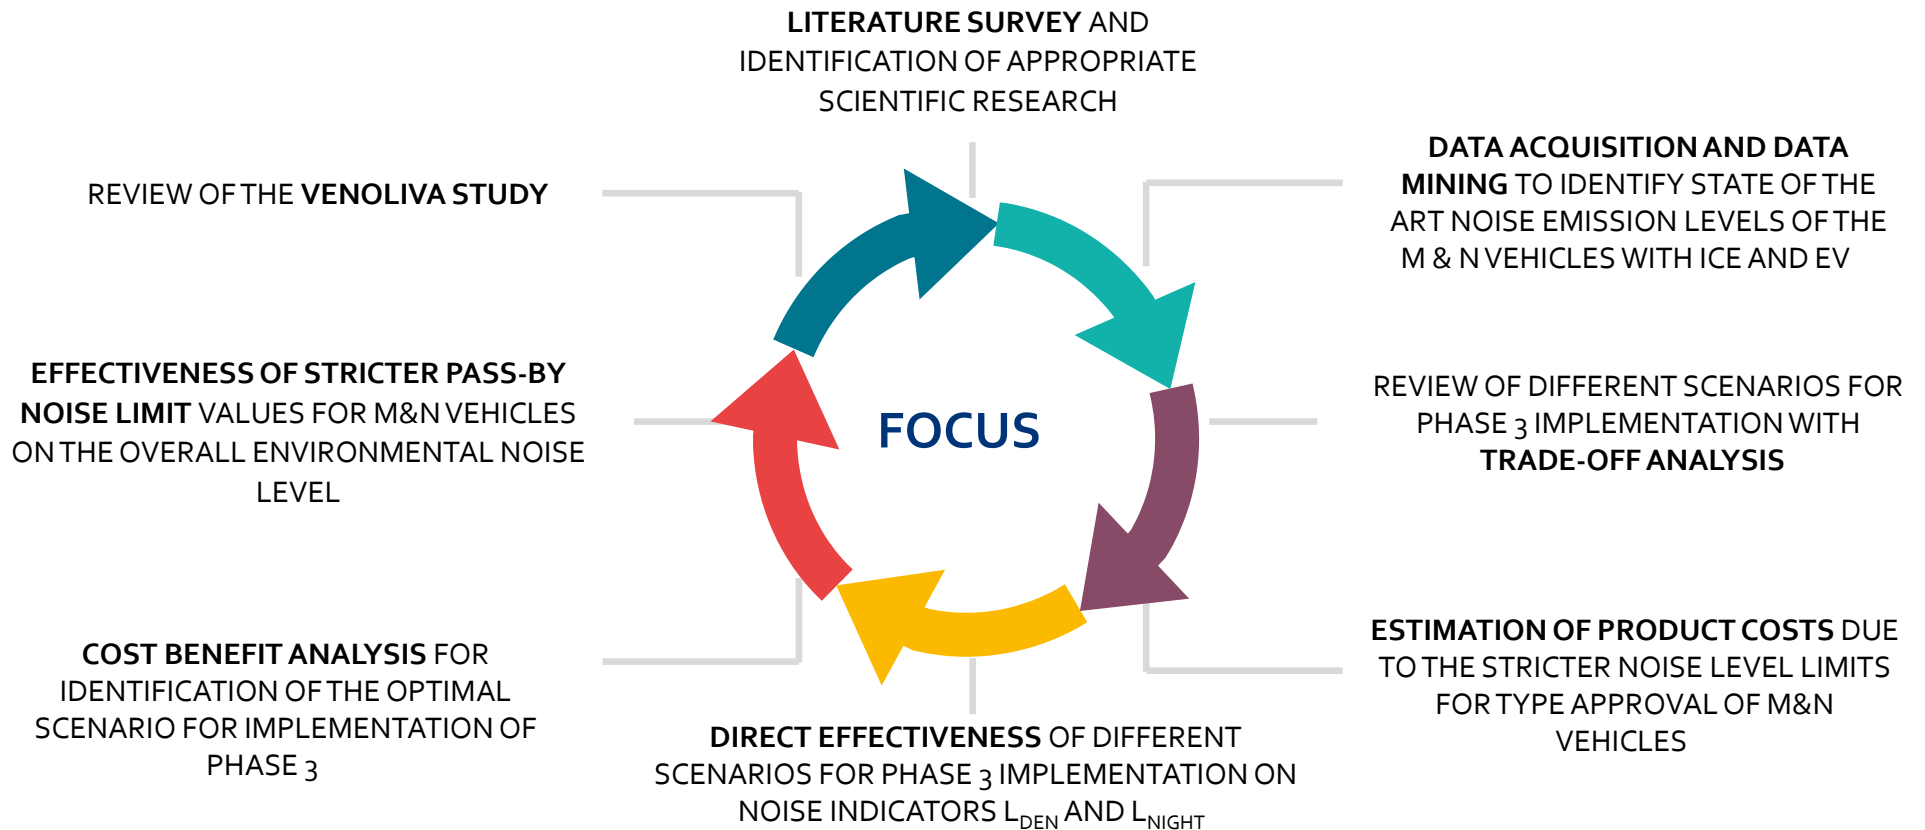 LITERATURE SURVEY AND
IDENTIFICATION OF APPROPRIATE
SCIENTIFIC RESEARCH
DATA ACQUISITION AND DATA
MINING TO IDENTIFY STATE OF THE
ART NOISE EMISSION LEVELS OF THE
M & N VEHICLES WITH ICE AND EV
REVIEW OF DIFFERENT SCENARIOS FOR
PHASE 3 IMPLEMENTATION WITH
TRADE-OFF ANALYSIS
ESTIMATION OF PRODUCT COSTS DUE
TO THE STRICTER NOISE LEVEL LIMITS
FOR TYPE APPROVAL OF M&N
VEHICLES
DIRECT EFFECTIVENESS OF DIFFERENT
SCENARIOS FOR PHASE 3 IMPLEMENTATION ON
NOISE INDICATORS LDEN AND LNIGHT
COST BENEFIT ANALYSIS FOR
IDENTIFICATION OF THE OPTIMAL
SCENARIO FOR IMPLEMENTATION OF
PHASE 3
EFFECTIVENESS OF STRICTER PASS-BY
NOISE LIMIT VALUES FOR M&N VEHICLES
ON THE OVERALL ENVIRONMENTAL NOISE
LEVEL
REVIEW OF THE VENOLIVA STUDY
FOCUS